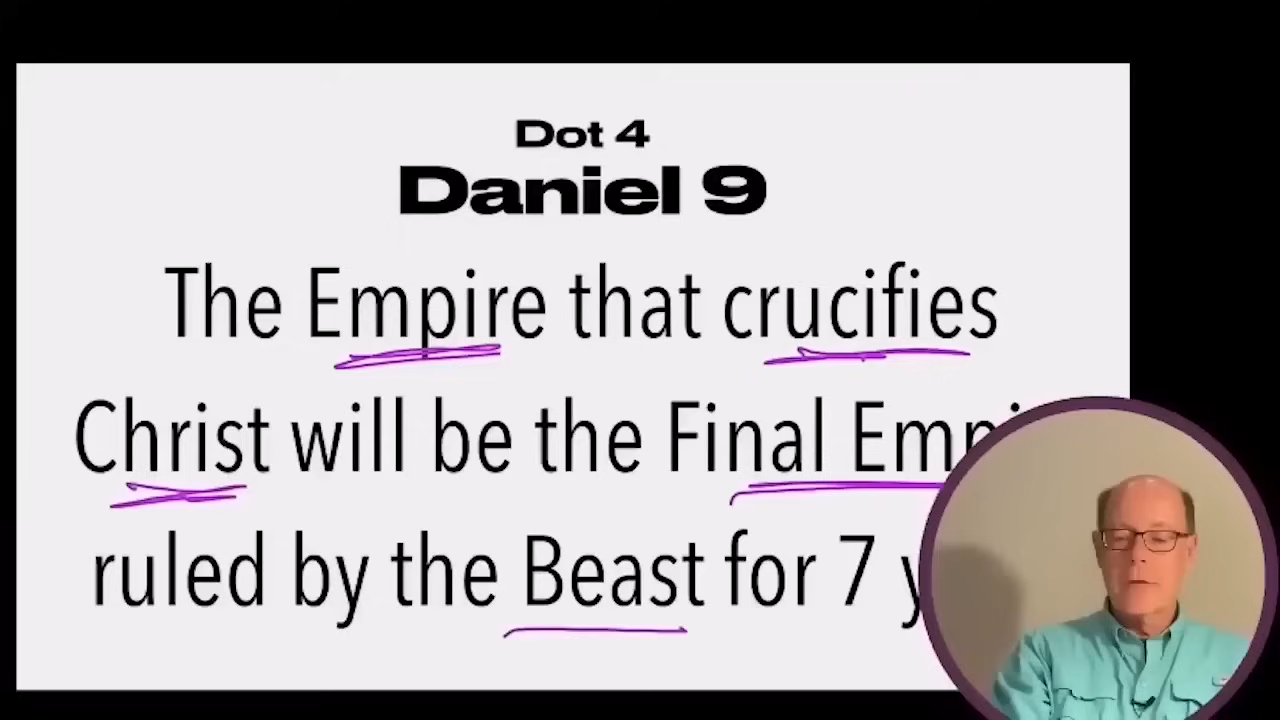 Dot 4
Daniel 9
The Empire that crucifies
Christ will be the Final
ruled by the Beast for 7